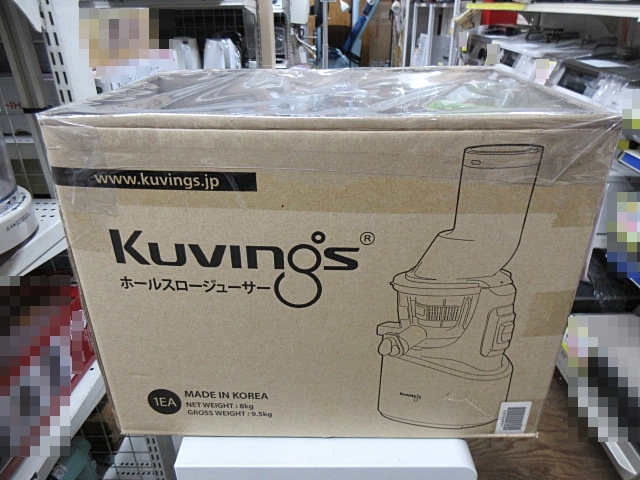 www.kuvings.jp
Kuvings®
ホールスロージューサー
1EA
MADE IN KOREA
NET WEIGHT : 8kg
GROSS WEIGHT : 9.5kg
kuvings